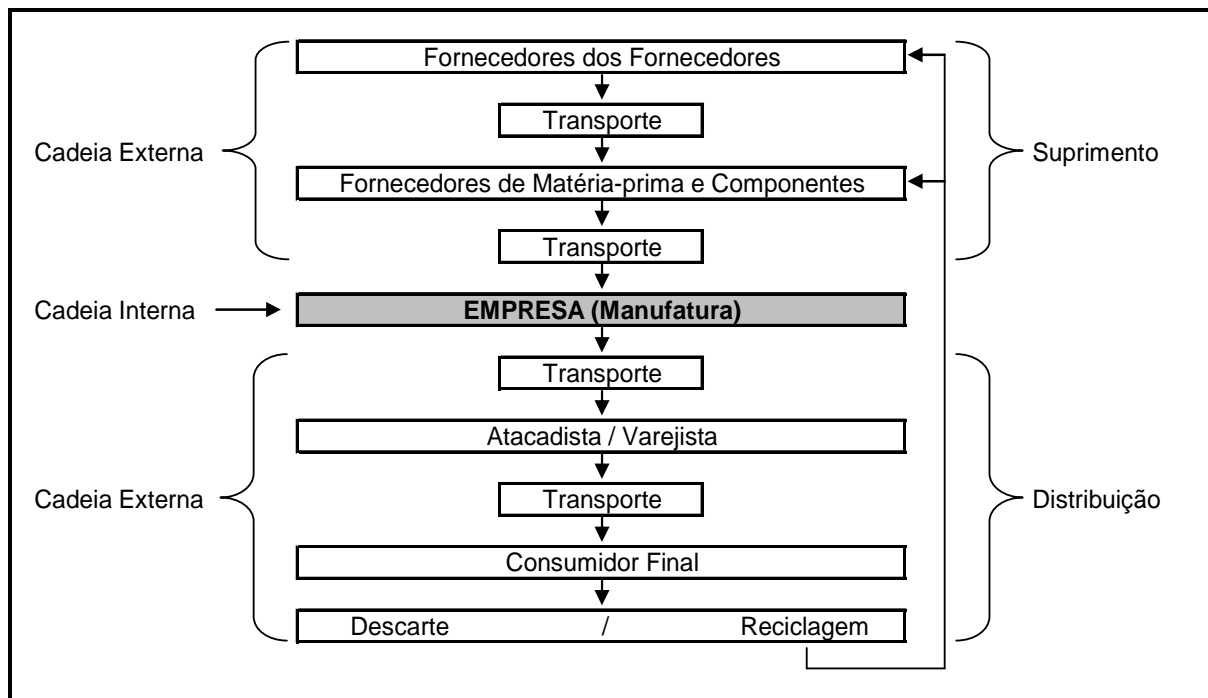 Fornecedores dos Fornecedores
Transporte
Cadeia Externa
Suprimento
Fornecedores de Matéria-prima e Componentes
Transporte
Cadeia Interna
EMPRESA (Manufatura)
Transporte
Atacadista / Varejista
Cadeia Externa
Transporte
Distribuição
Consumidor Final
Descarte / Reciclagem